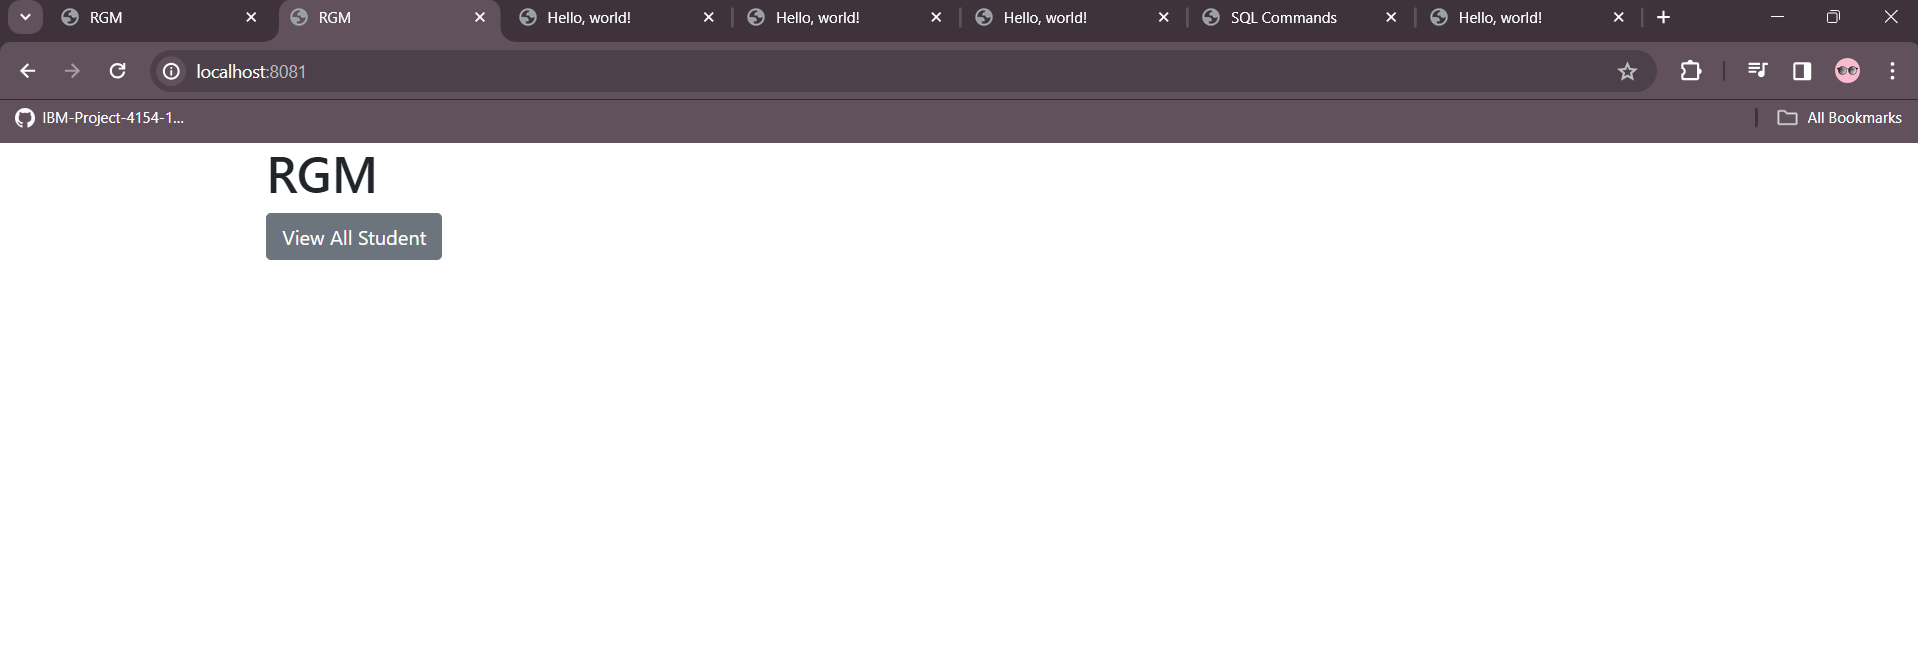 RGM
RGM
Hello, world!
Hello, world!
Hello, world!
SQL Commands
Hello, world!
localhost:8081
IBM-Project-4154-1...
All Bookmarks
RGM
View All Student